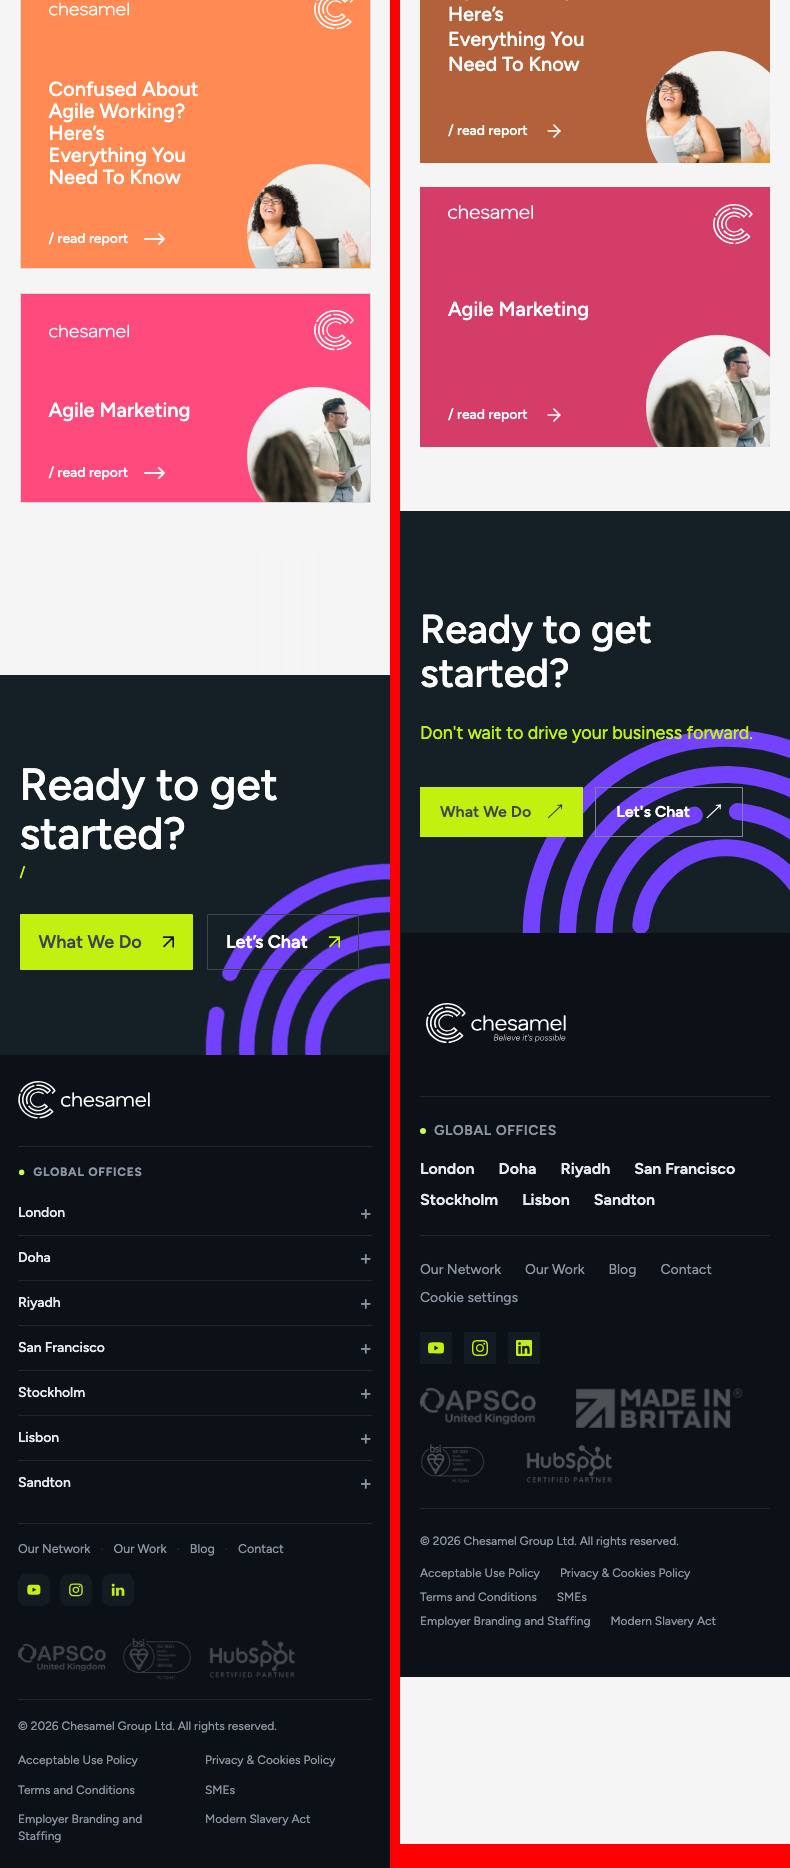 chesamel
Confused About
Agile Working?
Here's
Everything You
Need To Know
/ read report
chesamel
Agile Marketing
/ read report
Ready to get
started?
/
What We Do
Let's Chat
chesamel
GLOBAL OFFICES
London
Doha
Riyadh
San Francisco
Stockholm
Lisbon
Sandton
Our Network · Our Work · Blog · Contact
APSCo
United Kingdom
bsi
HubSpot
CERTIFIED PARTNER
© 2026 Chesamel Group Ltd. All rights reserved.
Acceptable Use Policy
Privacy & Cookies Policy
Terms and Conditions
SMEs
Employer Branding and
Staffing
Modern Slavery Act
Here's
Everything You
Need To Know
/ read report
chesamel
Agile Marketing
/ read report
Ready to get
started?
Don't wait to drive your business forward.
What We Do
Let's Chat
chesamel
Believe it's possible
GLOBAL OFFICES
London Doha Riyadh San Francisco
Stockholm Lisbon Sandton
Our Network Our Work Blog Contact
Cookie settings
APSCo
United Kingdom
MADE IN
BRITAIN®
bsi
HubSpot
CERTIFIED PARTNER
© 2026 Chesamel Group Ltd. All rights reserved.
Acceptable Use Policy Privacy & Cookies Policy
Terms and Conditions SMEs
Employer Branding and Staffing Modern Slavery Act